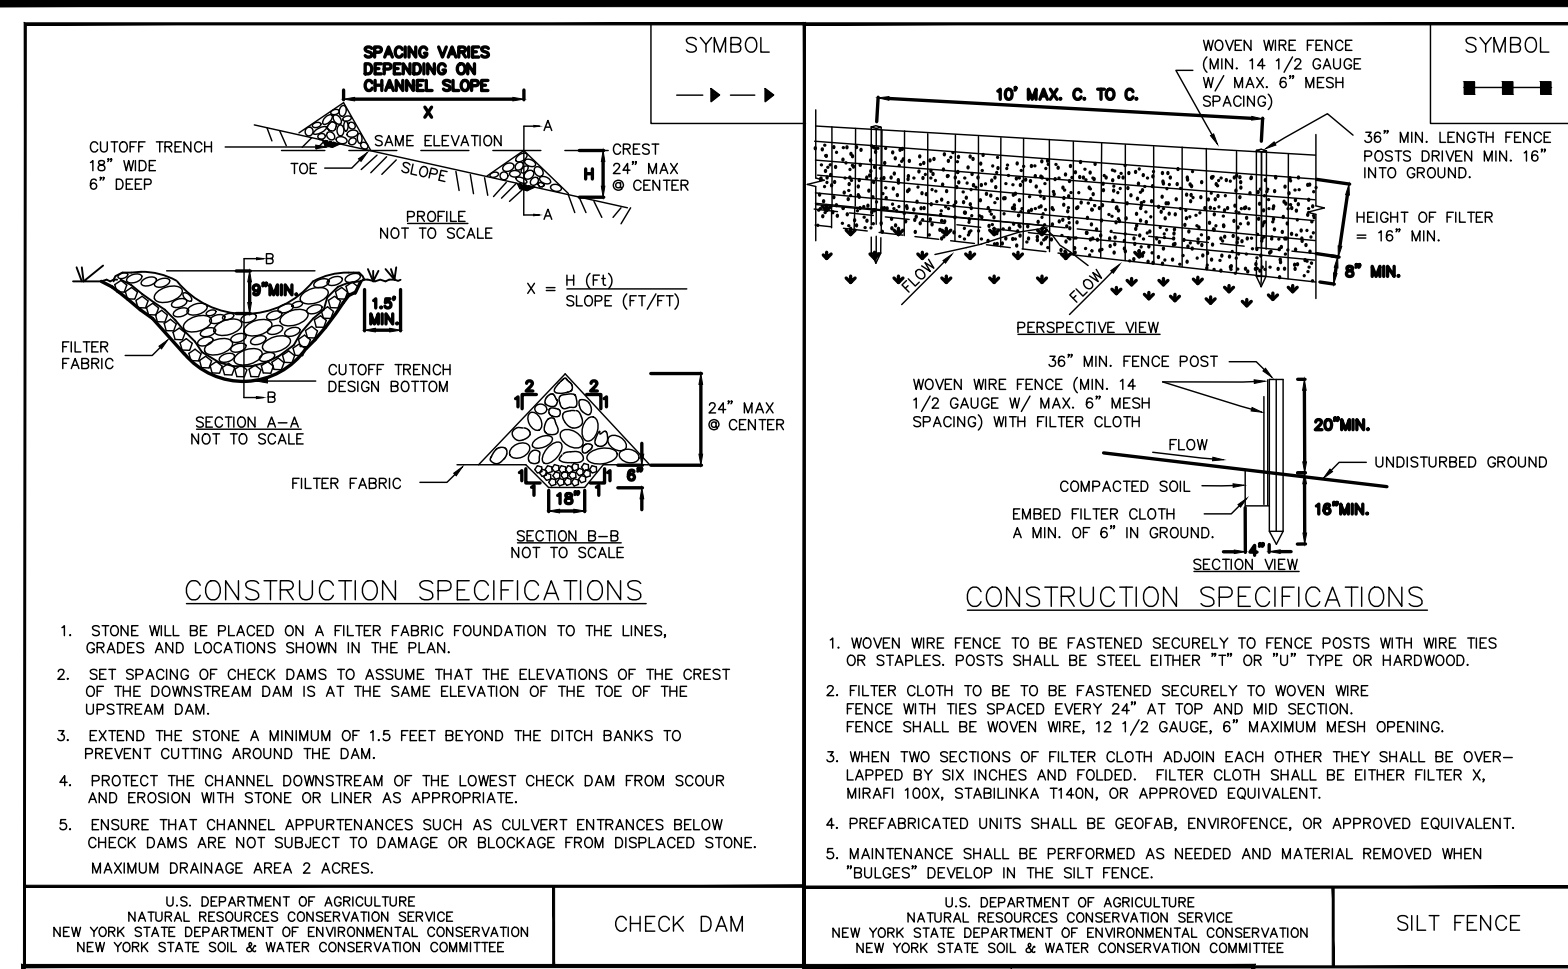 SPACING VARIES
DEPENDING ON
CHANNEL SLOPE
X
SYMBOL
A
CUTOFF TRENCH
18" WIDE
6" DEEP
SAME ELEVATION
TOE
SLOPE
CREST
24" MAX
@ CENTER
H
A
PROFILE
NOT TO SCALE
B
9"MIN.
1.5'
MIN.
X = H (Ft)
SLOPE (FT/FT)
FILTER
FABRIC
CUTOFF TRENCH
DESIGN BOTTOM
B
SECTION A-A
NOT TO SCALE
2 2
1 1
24" MAX
@ CENTER
FILTER FABRIC
1 1
1 1
6"
18"
SECTION B-B
NOT TO SCALE
CONSTRUCTION SPECIFICATIONS
1. STONE WILL BE PLACED ON A FILTER FABRIC FOUNDATION TO THE LINES,
GRADES AND LOCATIONS SHOWN IN THE PLAN.
2. SET SPACING OF CHECK DAMS TO ASSUME THAT THE ELEVATIONS OF THE CREST
OF THE DOWNSTREAM DAM IS AT THE SAME ELEVATION OF THE TOE OF THE
UPSTREAM DAM.
3. EXTEND THE STONE A MINIMUM OF 1.5 FEET BEYOND THE DITCH BANKS TO
PREVENT CUTTING AROUND THE DAM.
4. PROTECT THE CHANNEL DOWNSTREAM OF THE LOWEST CHECK DAM FROM SCOUR
AND EROSION WITH STONE OR LINER AS APPROPRIATE.
5. ENSURE THAT CHANNEL APPURTENANCES SUCH AS CULVERT ENTRANCES BELOW
CHECK DAMS ARE NOT SUBJECT TO DAMAGE OR BLOCKAGE FROM DISPLACED STONE.
MAXIMUM DRAINAGE AREA 2 ACRES.
U.S. DEPARTMENT OF AGRICULTURE
NATURAL RESOURCES CONSERVATION SERVICE
NEW YORK STATE DEPARTMENT OF ENVIRONMENTAL CONSERVATION
NEW YORK STATE SOIL & WATER CONSERVATION COMMITTEE
CHECK DAM
WOVEN WIRE FENCE
(MIN. 14 1/2 GAUGE
W/ MAX. 6" MESH
SPACING)
SYMBOL
10' MAX. C. TO C.
36" MIN. LENGTH FENCE
POSTS DRIVEN MIN. 16"
INTO GROUND.
HEIGHT OF FILTER
= 16" MIN.
8" MIN.
FLOW
FLOW
PERSPECTIVE VIEW
36" MIN. FENCE POST
WOVEN WIRE FENCE (MIN. 14
1/2 GAUGE W/ MAX. 6" MESH
SPACING) WITH FILTER CLOTH
20"MIN.
FLOW
UNDISTURBED GROUND
COMPACTED SOIL
16"MIN.
EMBED FILTER CLOTH
A MIN. OF 6" IN GROUND.
4"
SECTION VIEW
CONSTRUCTION SPECIFICATIONS
1. WOVEN WIRE FENCE TO BE FASTENED SECURELY TO FENCE POSTS WITH WIRE TIES
OR STAPLES. POSTS SHALL BE STEEL EITHER "T" OR "U" TYPE OR HARDWOOD.
2. FILTER CLOTH TO BE TO BE FASTENED SECURELY TO WOVEN WIRE
FENCE WITH TIES SPACED EVERY 24" AT TOP AND MID SECTION.
FENCE SHALL BE WOVEN WIRE, 12 1/2 GAUGE, 6" MAXIMUM MESH OPENING.
3. WHEN TWO SECTIONS OF FILTER CLOTH ADJOIN EACH OTHER THEY SHALL BE OVER-
LAPPED BY SIX INCHES AND FOLDED. FILTER CLOTH SHALL BE EITHER FILTER X,
MIRAFI 100X, STABILINKA T140N, OR APPROVED EQUIVALENT.
4. PREFABRICATED UNITS SHALL BE GEOFAB, ENVIROFENCE, OR APPROVED EQUIVALENT.
5. MAINTENANCE SHALL BE PERFORMED AS NEEDED AND MATERIAL REMOVED WHEN
"BULGES" DEVELOP IN THE SILT FENCE.
U.S. DEPARTMENT OF AGRICULTURE
NATURAL RESOURCES CONSERVATION SERVICE
NEW YORK STATE DEPARTMENT OF ENVIRONMENTAL CONSERVATION
NEW YORK STATE SOIL & WATER CONSERVATION COMMITTEE
SILT FENCE